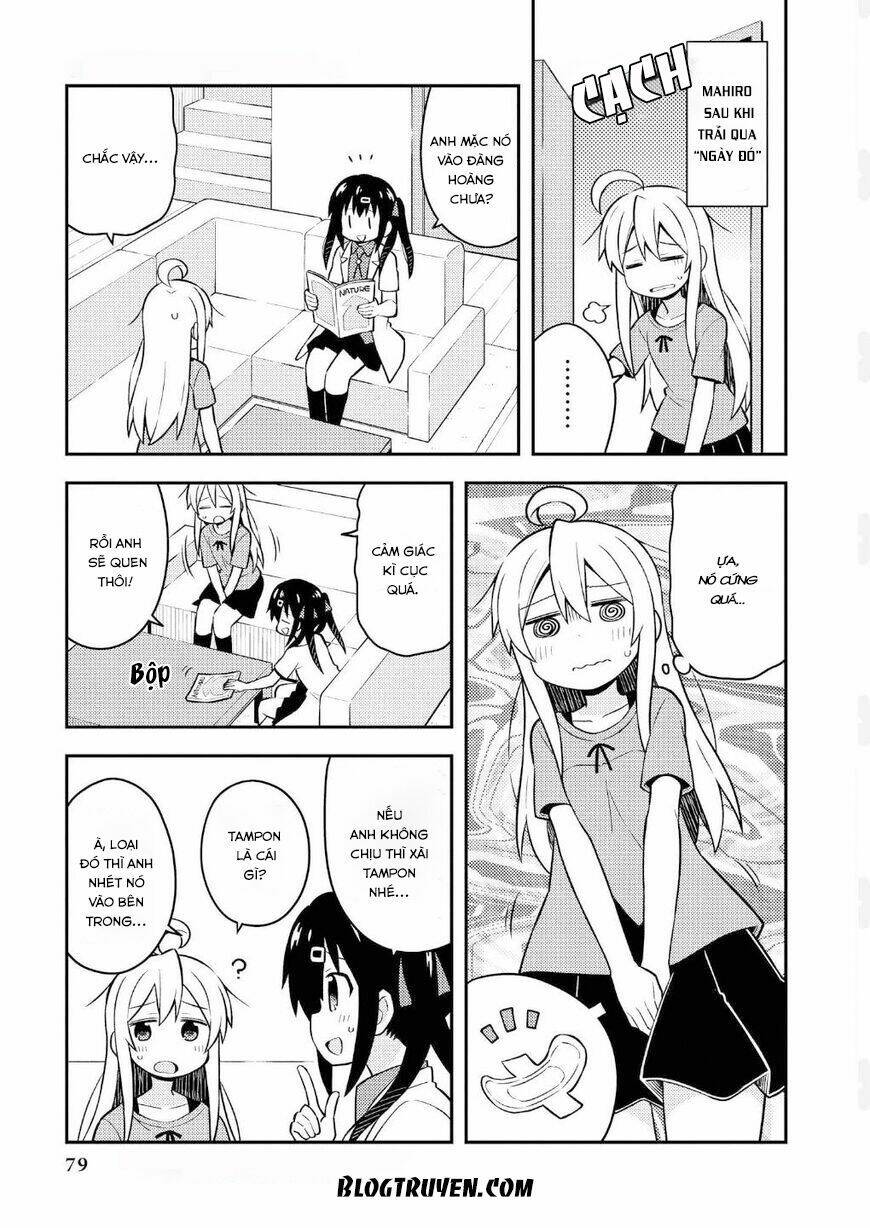 MAHIRO
SAU KHI
TRẢI QUA
"NGÀY ĐÓ"
CẠCH
..........
ANH MẶC NÓ
VÀO ĐÀNG
HOÀNG
CHƯA?
CHẮC VẬY...
NATURE
ỰA,
NÓ CỨNG
QUÁ...
CẢM GIÁC
KÌ CỤC
QUÁ.
RỒI ANH
SẼ QUEN
THÔI!
BỘP
NẾU
ANH KHÔNG
CHỊU THÌ XÀI
TAMPON
NHÉ...
TAMPON
LÀ CÁI
GÌ?
?
À, LOẠI
ĐÓ THÌ ANH
NHÉT NÓ
VÀO BÊN
TRONG...
79
BLOGTRUYEN.COM